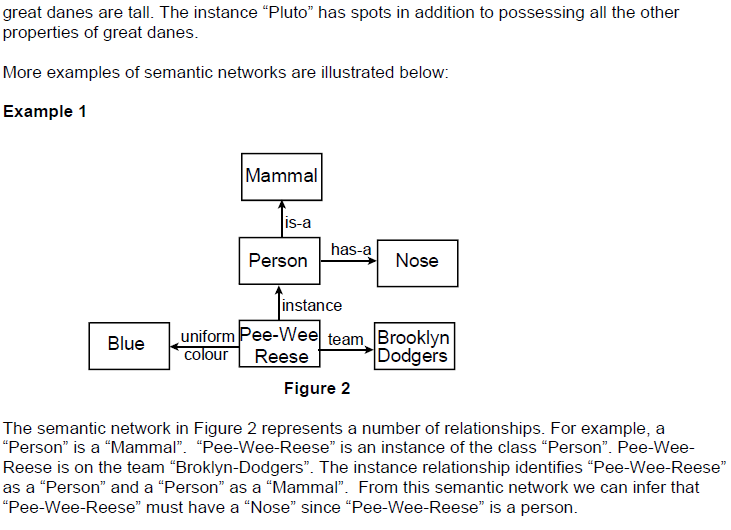 great danes are tall. The instance “Pluto” has spots in addition to possessing all the other
properties of great danes.
More examples of semantic networks are illustrated below:
Example 1
Mammal
is-a
Person
has-a
Nose
instance
Blue
uniform
colour
Pee-Wee
Reese
team
Brooklyn
Dodgers
Figure 2
The semantic network in Figure 2 represents a number of relationships. For example, a
“Person” is a “Mammal”.  “Pee-Wee-Reese” is an instance of the class “Person”. Pee-Wee-
Reese is on the team “Broklyn-Dodgers”. The instance relationship identifies “Pee-Wee-Reese”
as a “Person” and a “Person” as a “Mammal”.  From this semantic network we can infer that
“Pee-Wee-Reese” must have a “Nose” since “Pee-Wee-Reese” is a person.